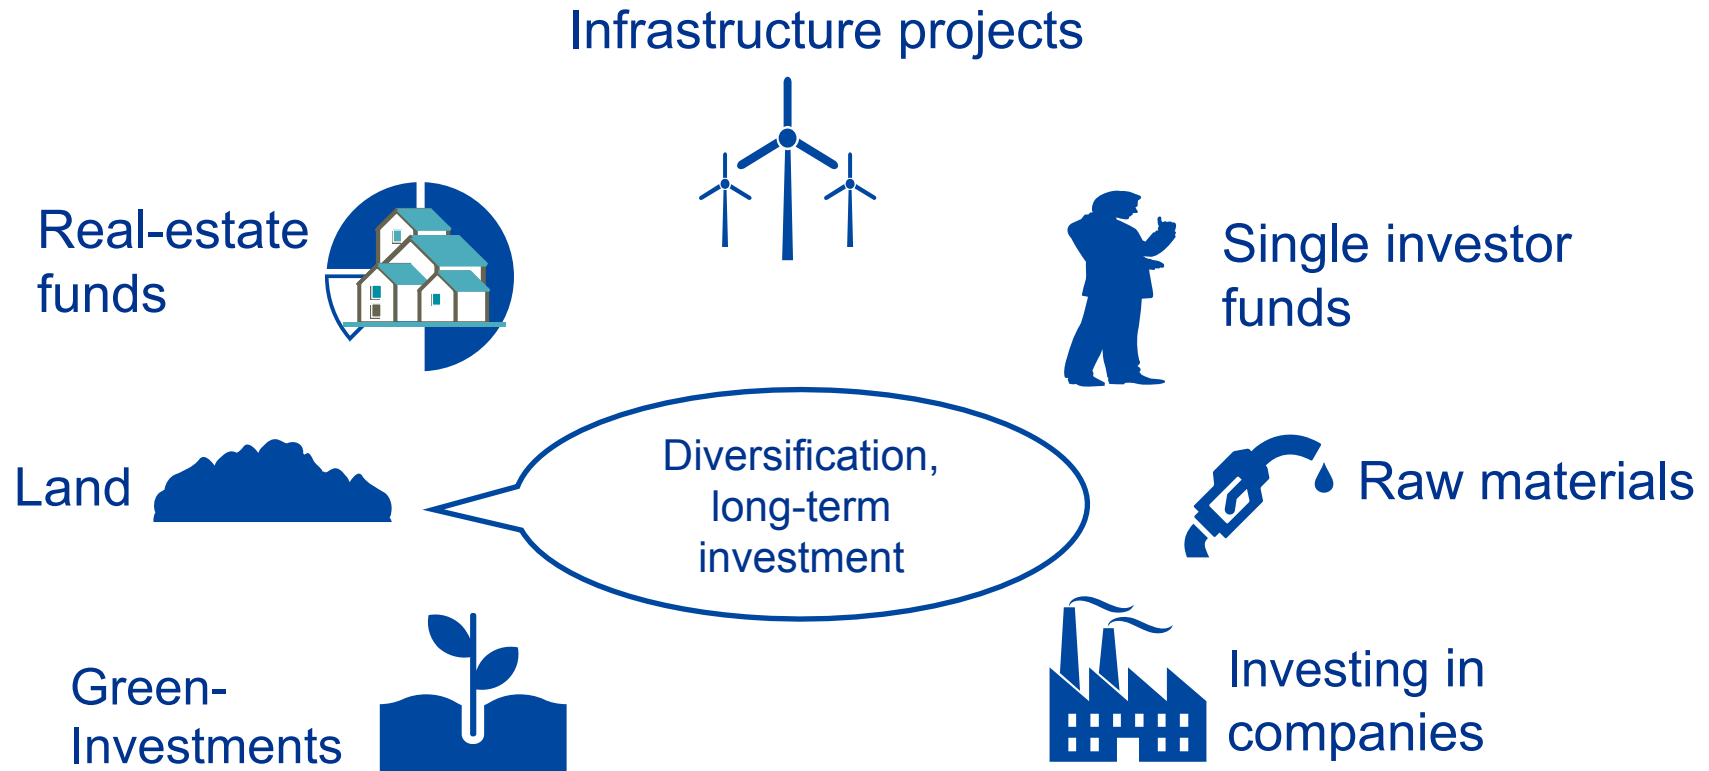 Infrastructure projects
Real-estate
funds
Single investor
funds
Land
Diversification,
long-term
investment
Raw materials
Green-
Investments
Investing in
companies